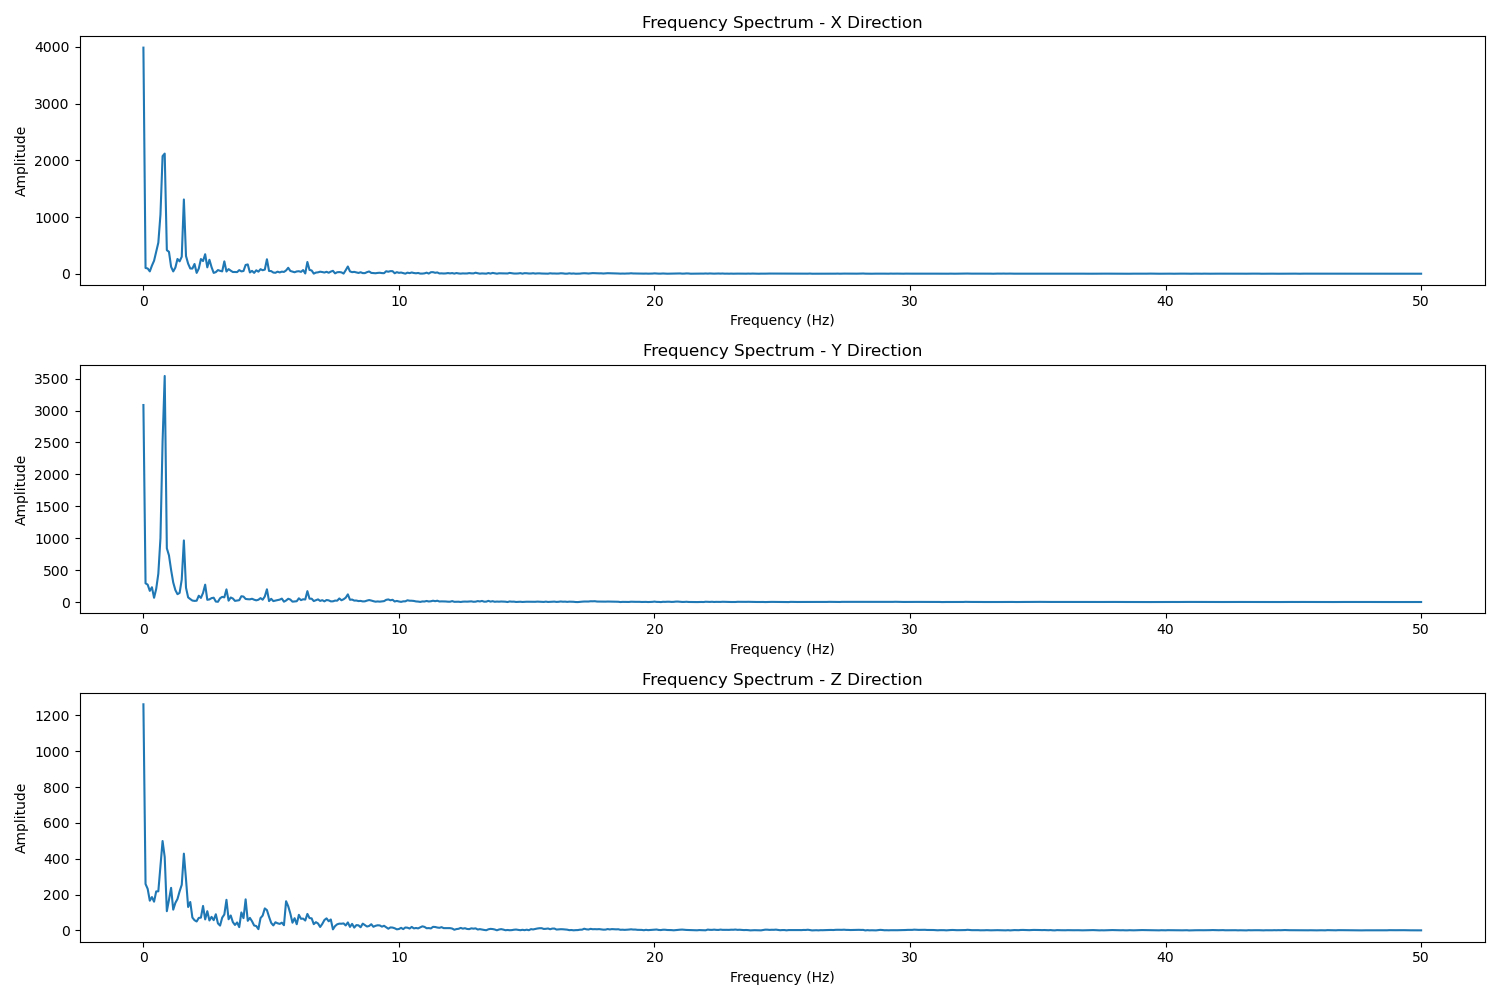 Frequency Spectrum - X Direction
4000
3000
2000
1000
0
Amplitude
0 10 20 30 40 50
Frequency (Hz)
Frequency Spectrum - Y Direction
3500
3000
2500
2000
1500
1000
500
0
Amplitude
0 10 20 30 40 50
Frequency (Hz)
Frequency Spectrum - Z Direction
1200
1000
800
600
400
200
0
Amplitude
0 10 20 30 40 50
Frequency (Hz)